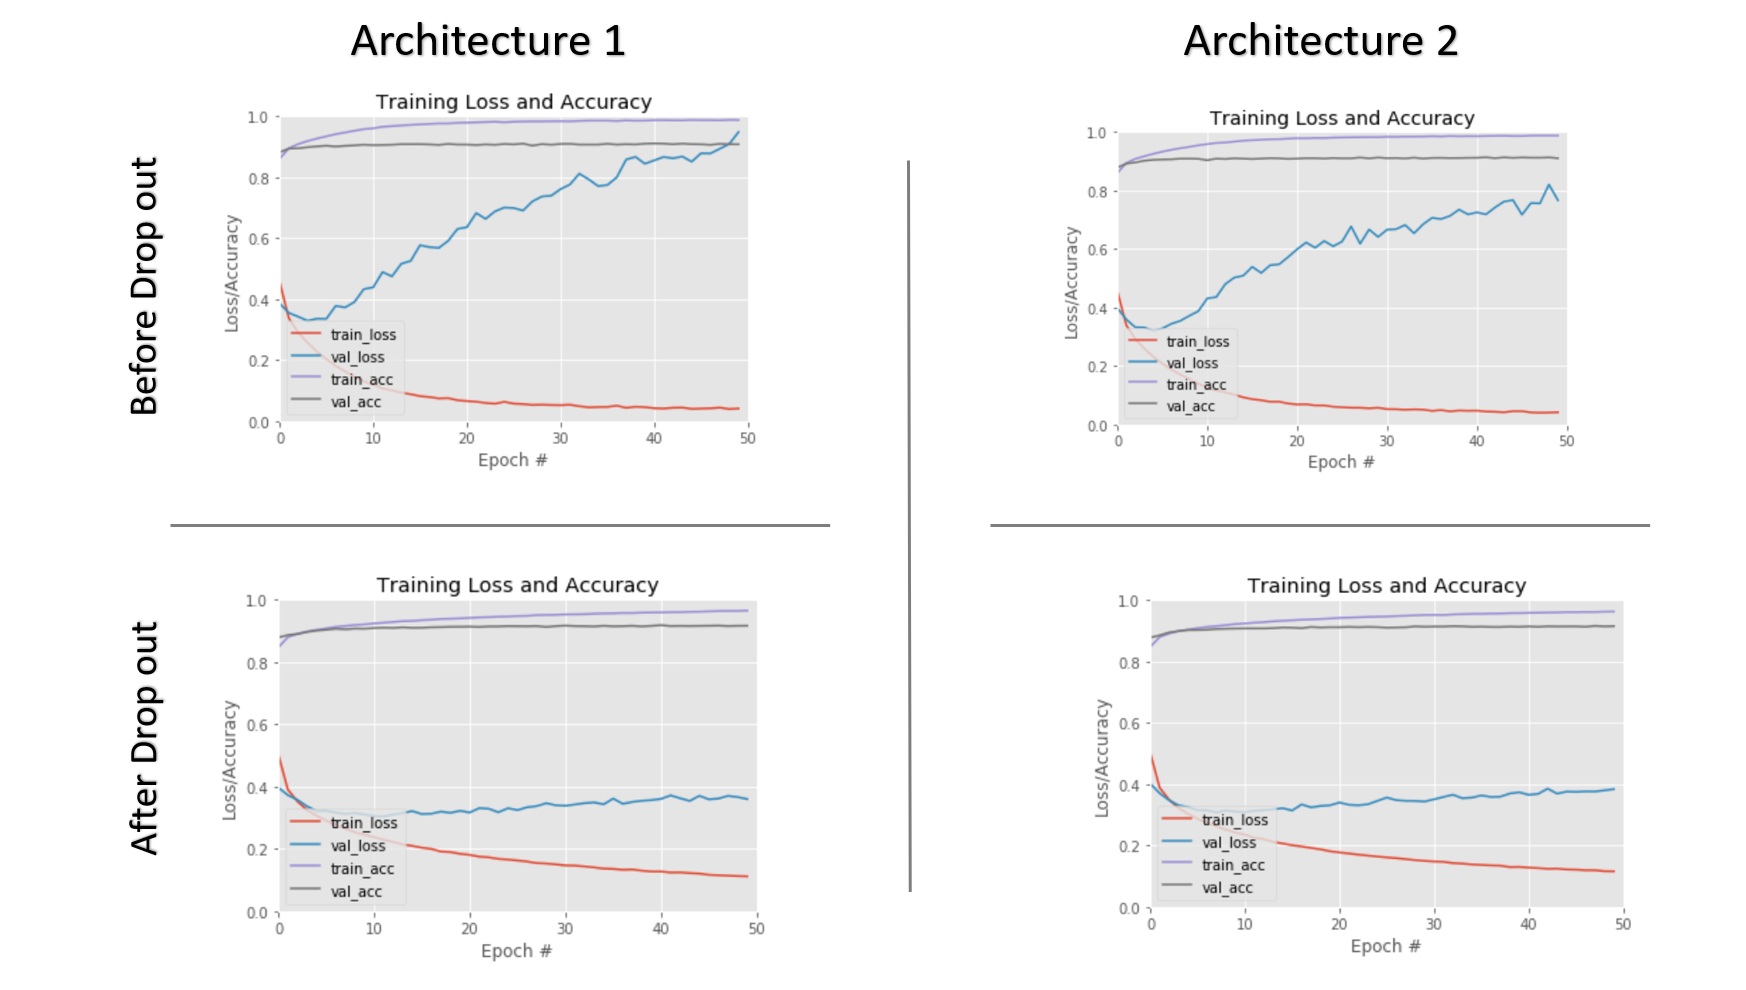 Architecture 1
Architecture 2
Before Drop out
Training Loss and Accuracy
1.0
0.8
0.6
0.4
0.2
0.0
Loss/Accuracy
train_loss
val_loss
train_acc
val_acc
0 10 20 30 40 50
Epoch #
Training Loss and Accuracy
1.0
0.8
0.6
0.4
0.2
0.0
Loss/Accuracy
train_loss
val_loss
train_acc
val_acc
0 10 20 30 40 50
Epoch #
After Drop out
Training Loss and Accuracy
1.0
0.8
0.6
0.4
0.2
0.0
Loss/Accuracy
train_loss
val_loss
train_acc
val_acc
0 10 20 30 40 50
Epoch #
Training Loss and Accuracy
1.0
0.8
0.6
0.4
0.2
0.0
Loss/Accuracy
train_loss
val_loss
train_acc
val_acc
0 10 20 30 40 50
Epoch #